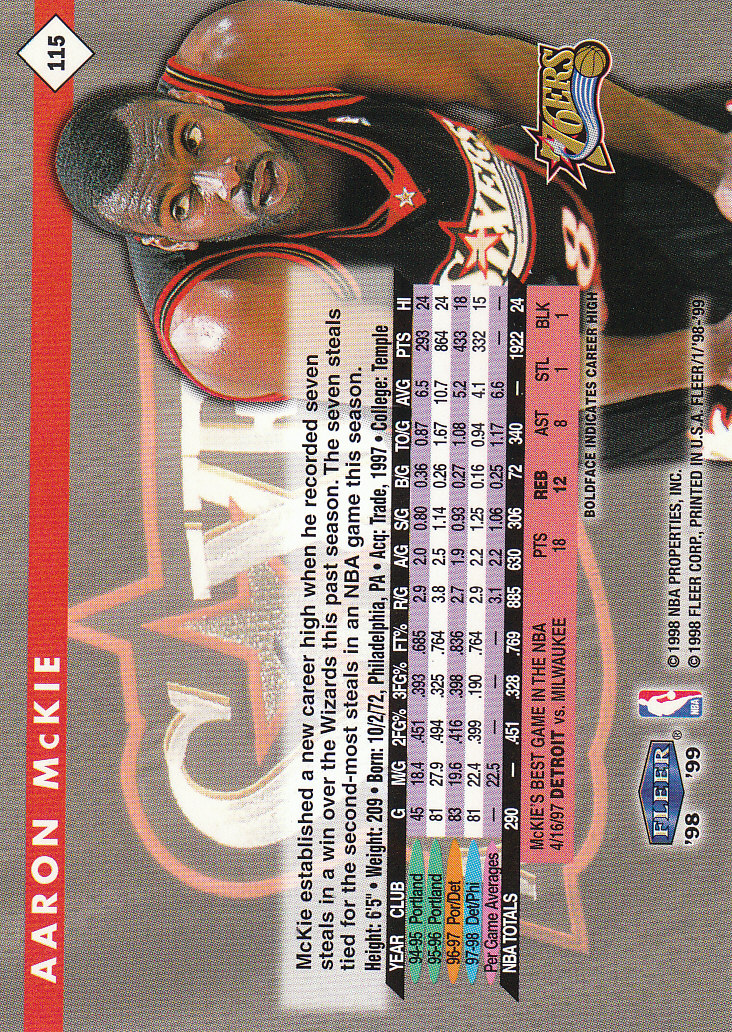 AARON McKIE
115
76ERS
SIXERS
8
McKie established a new career high when he recorded seven
steals in a win over the Wizards this past season. The seven steals
tied for the second-most steals in an NBA game this season.
Height: 6'5" • Weight: 209 • Born: 10/2/72, Philadelphia, PA • Acq: Trade, 1997 • College: Temple
YEAR CLUB G M/G 2FG% 3FG% FT% R/G A/G S/G B/G TO/G AVG PTS HI
94-95 Portland 45 18.4 .451 .393 .685 2.9 2.0 0.80 0.36 0.87 6.5 293 24
95-96 Portland 81 27.9 .494 .325 .764 3.8 2.5 1.14 0.26 1.67 10.7 864 24
96-97 Por/Det 83 19.6 .416 .398 .836 2.7 1.9 0.93 0.27 1.08 5.2 433 18
97-98 Det/Phi 81 22.4 .399 .190 .764 2.9 2.2 1.25 0.16 0.94 4.1 332 15
Per Game Averages — 22.5 — — — 3.1 2.2 1.06 0.25 1.17 6.6 — —
NBA TOTALS 290 — .451 .328 .769 885 630 306 72 340 — 1922 24
McKIE'S BEST GAME IN THE NBA PTS REB AST STL BLK
4/16/97 DETROIT vs. MILWAUKEE 18 12 8 1 1
BOLDFACE INDICATES CAREER HIGH
FLEER ®
'98 '99
NBA
© 1998 NBA PROPERTIES, INC.
© 1998 FLEER CORP., PRINTED IN U.S.A. FLEER/1/'98-'99